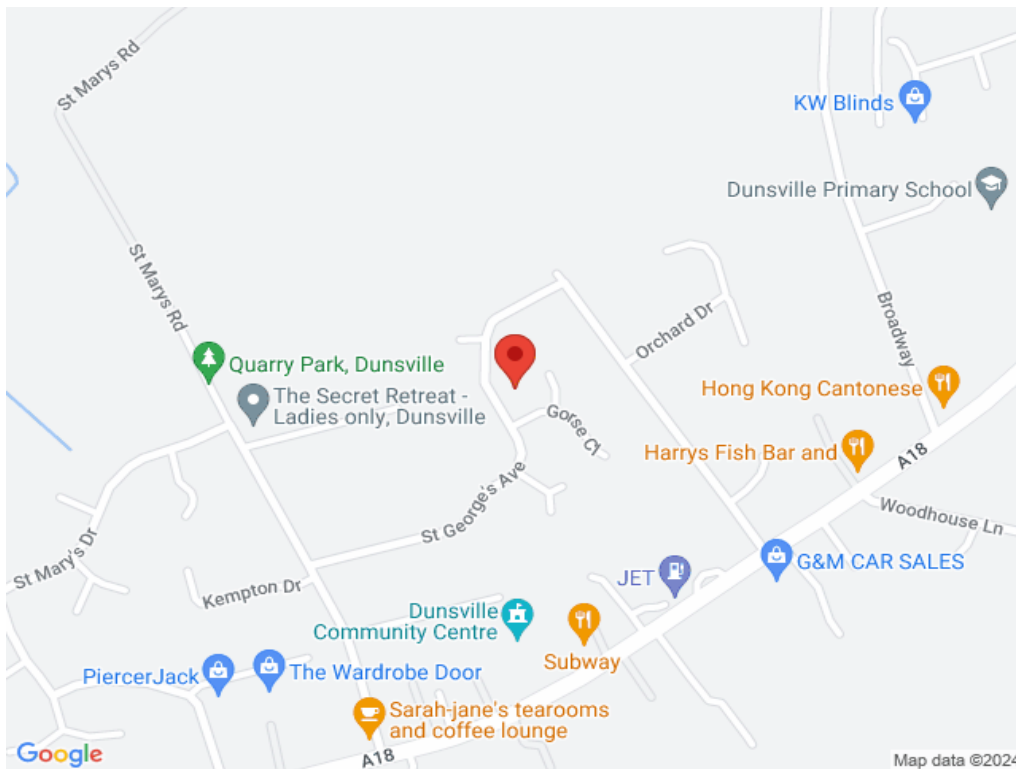 St Marys Rd
KW Blinds
Dunsville Primary School
St Marys Rd
Broadway
Orchard Dr
Quarry Park, Dunsville
The Secret Retreat -
Ladies only, Dunsville
Hong Kong Cantonese
Gorse Cl
Harrys Fish Bar and
A18
St George's Ave
Woodhouse Ln
St Mary's Dr
Kempton Dr
JET
G&M CAR SALES
Dunsville
Community Centre
Subway
PiercerJack
The Wardrobe Door
Sarah-jane's tearooms
and coffee lounge
A18
Google
Map data ©2024